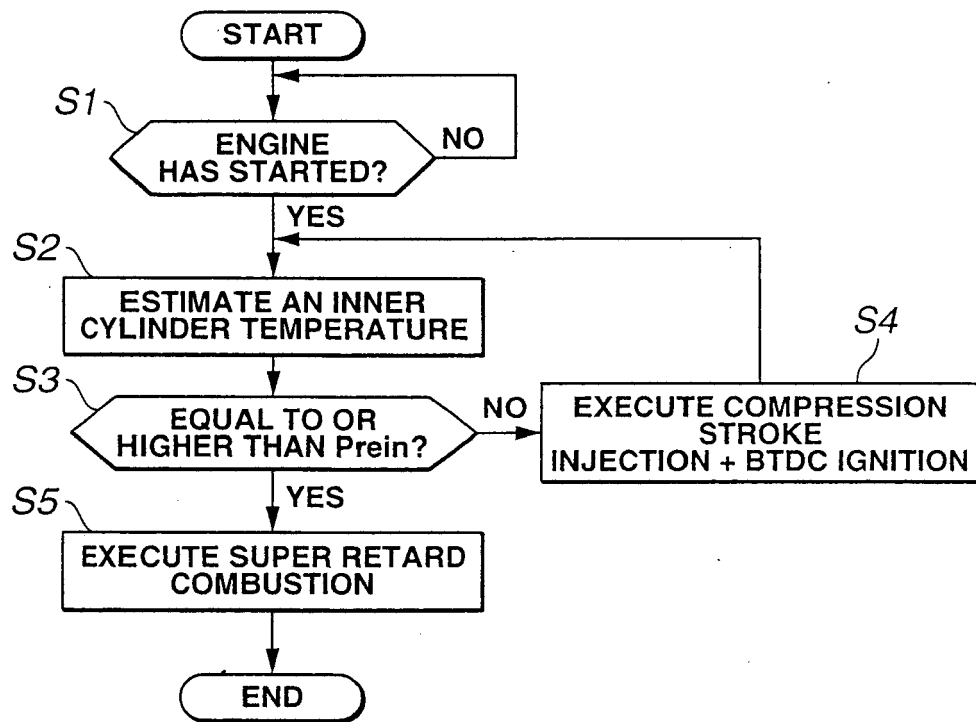 START
S1
ENGINE
HAS STARTED?
NO
YES
S2
ESTIMATE AN INNER
CYLINDER TEMPERATURE
S3
EQUAL TO OR
HIGHER THAN Prein?
NO
S4
EXECUTE COMPRESSION
STROKE
INJECTION + BTDC IGNITION
YES
S5
EXECUTE SUPER RETARD
COMBUSTION
END